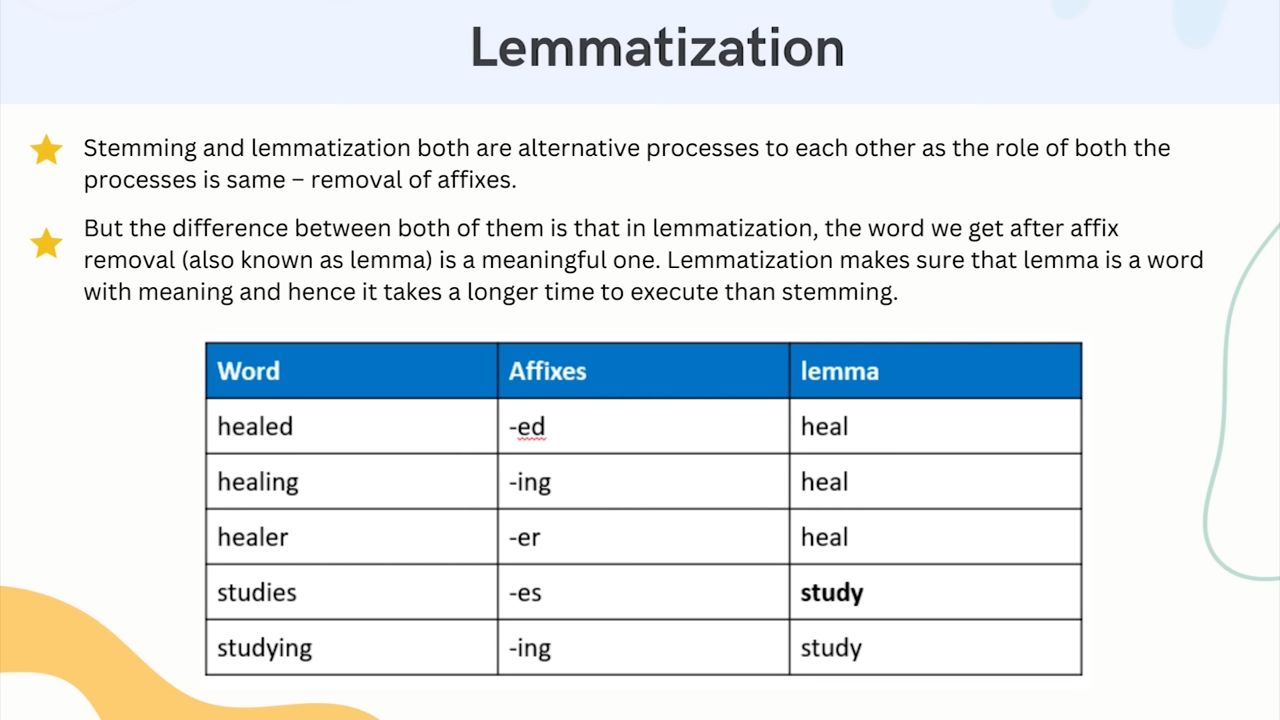 Lemmatization
Stemming and lemmatization both are alternative processes to each other as the role of both the
processes is same – removal of affixes.
But the difference between both of them is that in lemmatization, the word we get after affix
removal (also known as lemma) is a meaningful one. Lemmatization makes sure that lemma is a word
with meaning and hence it takes a longer time to execute than stemming.
Word Affixes lemma
healed -ed heal
healing -ing heal
healer -er heal
studies -es study
studying -ing study